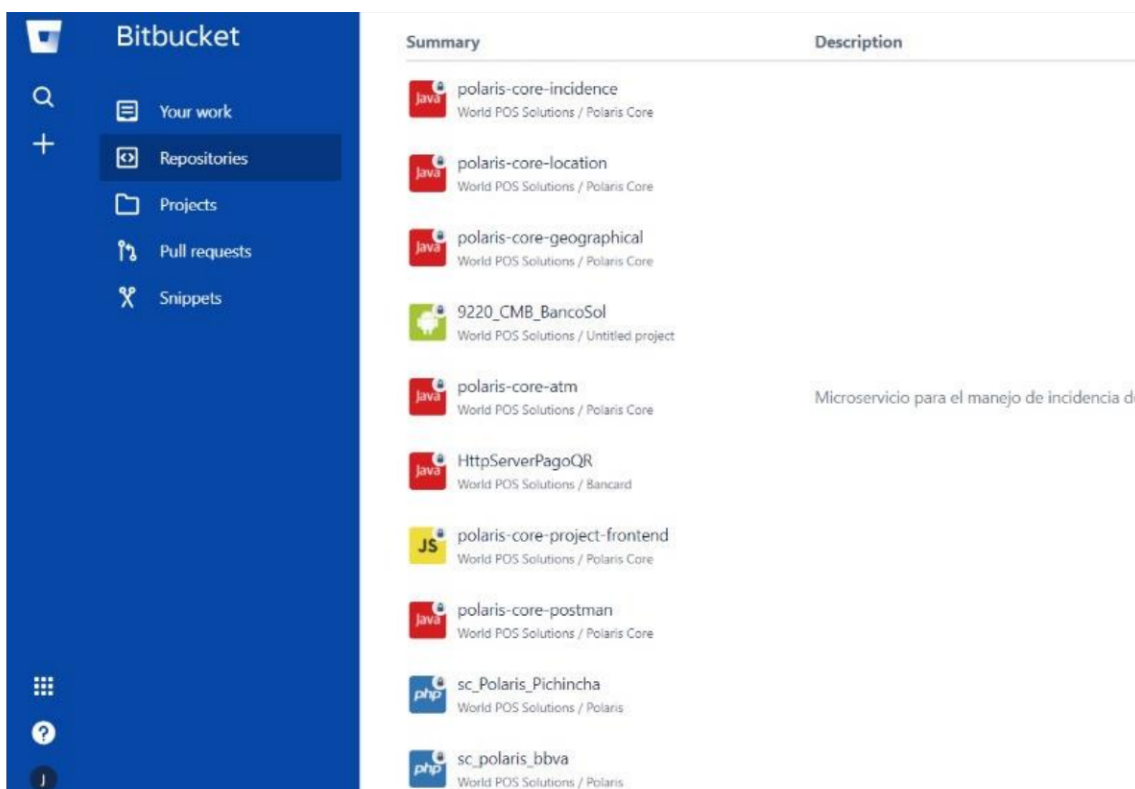 Bitbucket
Your work
Repositories
Projects
Pull requests
Snippets
?
J
Summary Description
Java polaris-core-incidence
World POS Solutions / Polaris Core
Java polaris-core-location
World POS Solutions / Polaris Core
Java polaris-core-geographical
World POS Solutions / Polaris Core
9220_CMB_BancoSol
World POS Solutions / Untitled project
Java polaris-core-atm
World POS Solutions / Polaris Core
Microservicio para el manejo de incidencia de
Java HttpServerPagoQR
World POS Solutions / Bancard
JS polaris-core-project-frontend
World POS Solutions / Polaris Core
Java polaris-core-postman
World POS Solutions / Polaris Core
php sc_Polaris_Pichincha
World POS Solutions / Polaris
php sc_polaris_bbva
World POS Solutions / Polaris